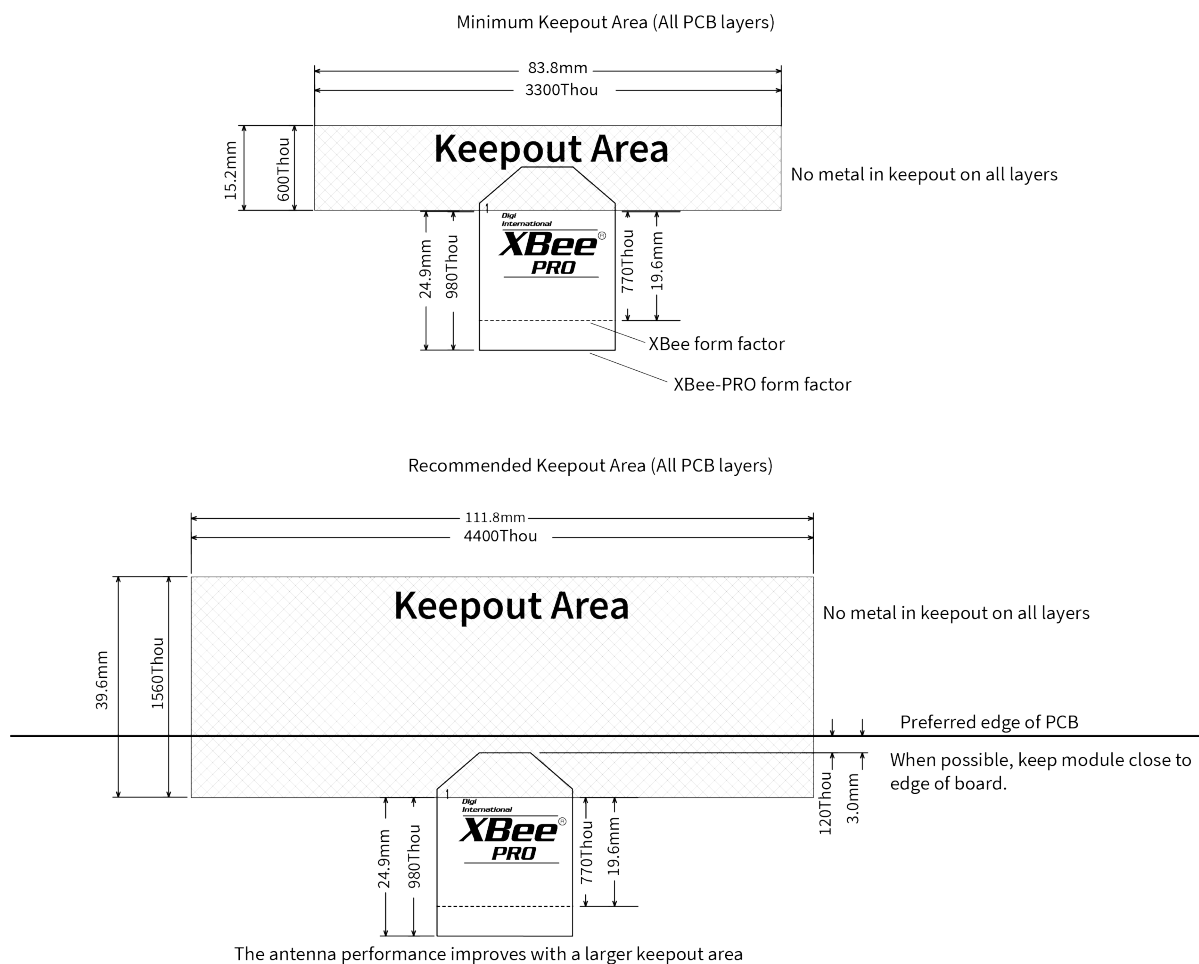 Minimum Keepout Area (All PCB layers)
83.8mm
3300Thou
Keepout Area
15.2mm
600Thou
No metal in keepout on all layers
1
Digi
International
XBee®
PRO
24.9mm
980Thou
770Thou
19.6mm
XBee form factor
XBee-PRO form factor
Recommended Keepout Area (All PCB layers)
111.8mm
4400Thou
Keepout Area
No metal in keepout on all layers
39.6mm
1560Thou
Preferred edge of PCB
When possible, keep module close to
edge of board.
120Thou
3.0mm
1
Digi
International
XBee®
PRO
24.9mm
980Thou
770Thou
19.6mm
The antenna performance improves with a larger keepout area